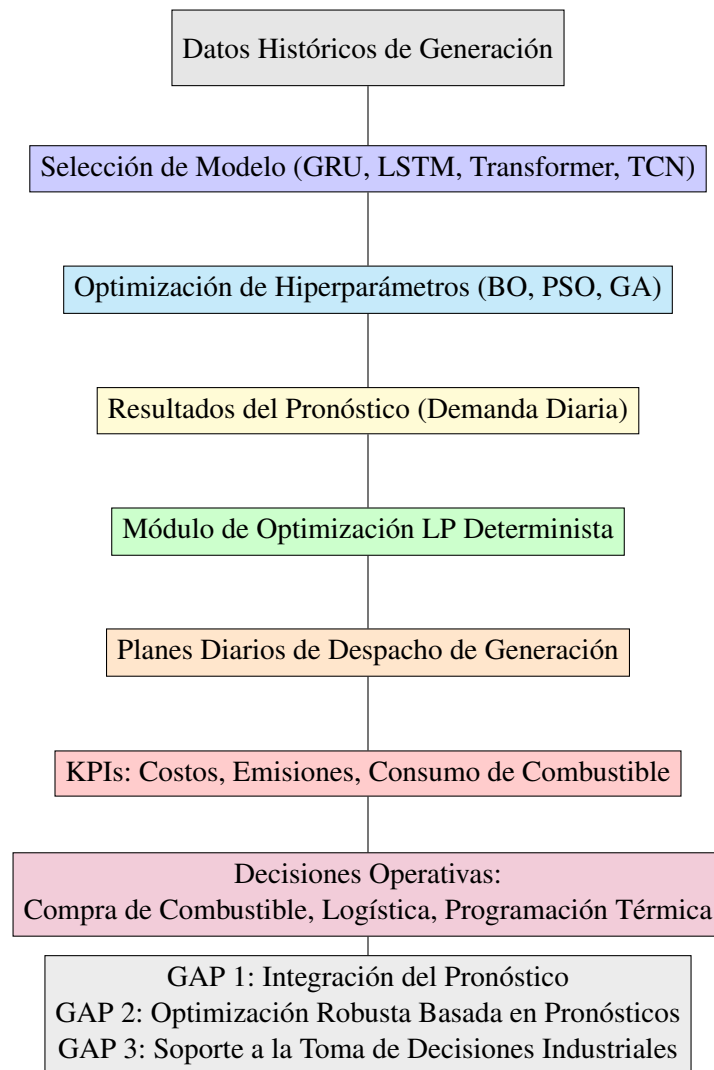 Datos Históricos de Generación
Selección de Modelo (GRU, LSTM, Transformer, TCN)
Optimización de Hiperparámetros (BO, PSO, GA)
Resultados del Pronóstico (Demanda Diaria)
Módulo de Optimización LP Determinista
Planes Diarios de Despacho de Generación
KPIs: Costos, Emisiones, Consumo de Combustible
Decisiones Operativas:
Compra de Combustible, Logística, Programación Térmica
GAP 1: Integración del Pronóstico
GAP 2: Optimización Robusta Basada en Pronósticos
GAP 3: Soporte a la Toma de Decisiones Industriales